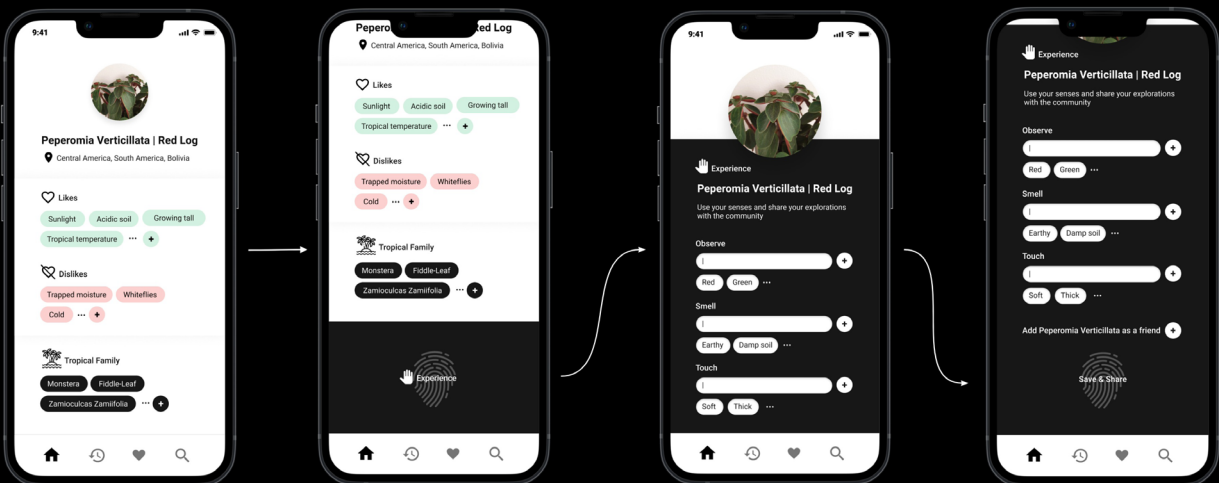 9:41
Peperomia Verticillata | Red Log
Central America, South America, Bolivia
Likes
Sunlight Acidic soil Growing tall
Tropical temperature ... +
Dislikes
Trapped moisture Whiteflies
Cold ... +
Tropical Family
Monstera Fiddle-Leaf
Zamioculcas Zamiifolia ... +
Pepero ed Log
Central America, South America, Bolivia
Likes
Sunlight Acidic soil Growing tall
Tropical temperature ... +
Dislikes
Trapped moisture Whiteflies
Cold ... +
Tropical Family
Monstera Fiddle-Leaf
Zamioculcas Zamiifolia ... +
Experience
9:41
Experience
Peperomia Verticillata | Red Log
Use your senses and share your explorations
with the community
Observe
| +
Red Green ...
Smell
| +
Earthy Damp soil ...
Touch
| +
Soft Thick ...
Experience
Peperomia Verticillata | Red Log
Use your senses and share your explorations
with the community
Observe
| +
Red Green ...
Smell
| +
Earthy Damp soil ...
Touch
| +
Soft Thick ...
Add Peperomia Verticillata as a friend +
Save & Share